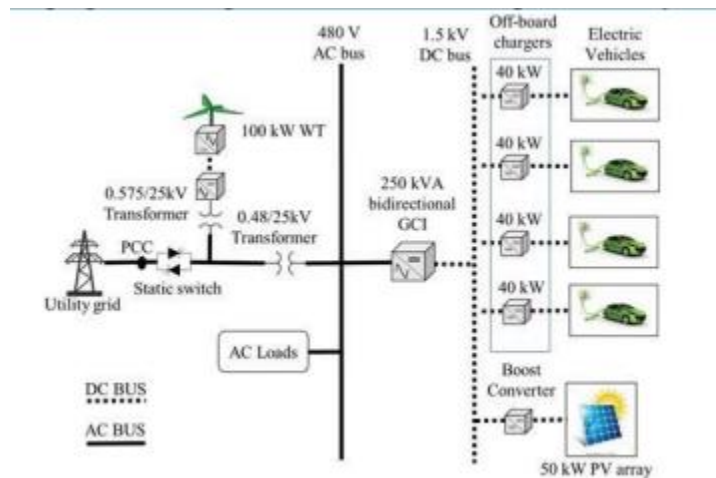 480 V
AC bus
1.5 kV
DC bus
Off-board
chargers
Electric
Vehicles
40 kW
100 kW WT
40 kW
0.575/25kV
Transformer
0.48/25kV
Transformer
250 kVA
bidirectional
GCI
40 kW
PCC
Static switch
Utility grid
40 kW
AC Loads
Boost
Converter
DC BUS
AC BUS
50 kW PV array